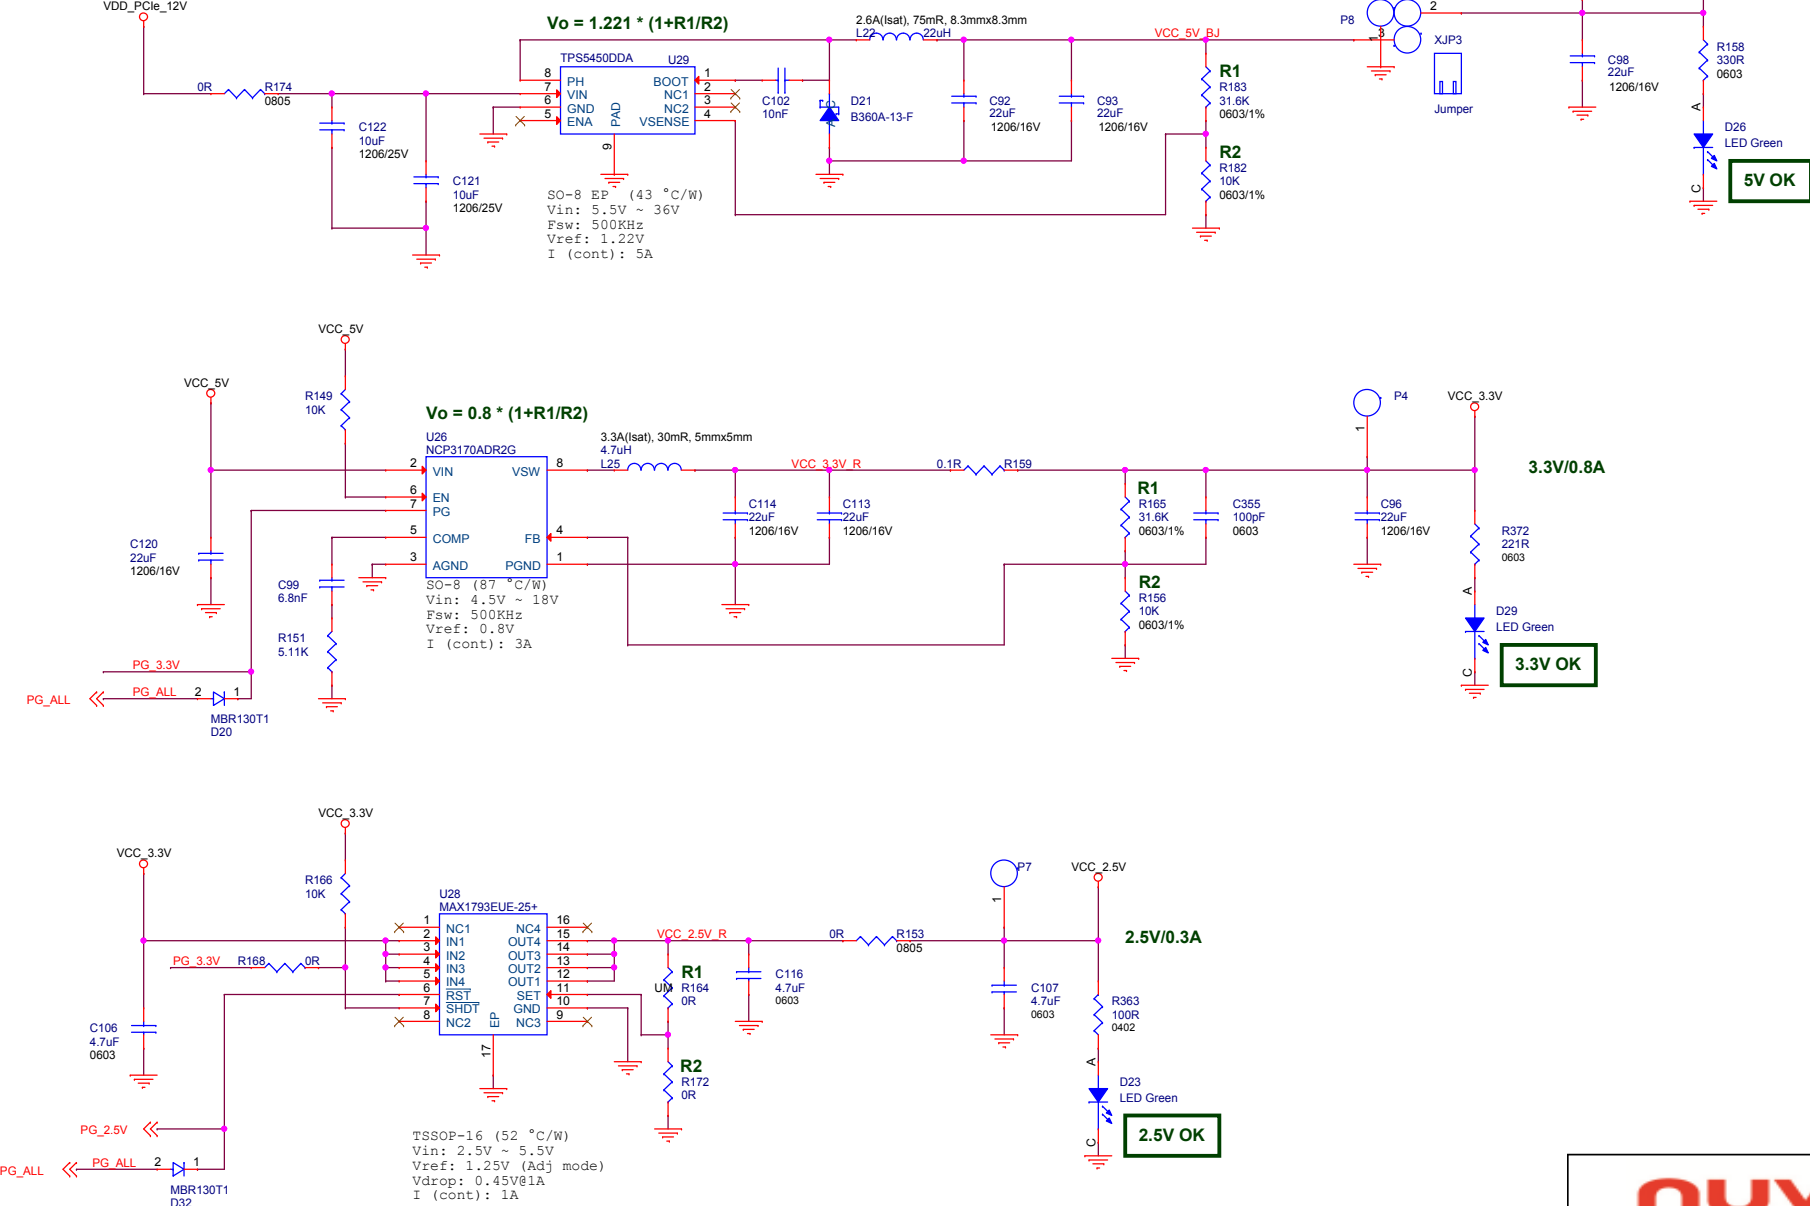 VDD_PCIe_12V
Vo = 1.221 * (1+R1/R2)
2.6A(Isat), 75mR, 8.3mmx8.3mm
L22 22uH
VCC_5V_BJ
P8
1
3
2
XJP3
Jumper
C98
22uF
1206/16V
R158
330R
0603
A
D26
LED Green
C
5V OK
TPS5450DDA U29
8 PH
7 VIN
6 GND
5 ENA
PAD
9
BOOT 1
NC1 2
NC2 3
VSENSE 4
0R R174
0805
C122
10uF
1206/25V
C121
10uF
1206/25V
C102
10nF
D21
B360A-13-F
C92
22uF
1206/16V
C93
22uF
1206/16V
R1
R183
31.6K
0603/1%
R2
R182
10K
0603/1%
SO-8 EP (43 °C/W)
Vin: 5.5V ~ 36V
Fsw: 500KHz
Vref: 1.22V
I (cont): 5A
VCC_5V
VCC_5V
R149
10K
Vo = 0.8 * (1+R1/R2)
U26
NCP3170ADR2G
2 VIN
6 EN
7 PG
5 COMP
3 AGND
VSW 8
FB 4
PGND 1
3.3A(Isat), 30mR, 5mmx5mm
4.7uH
L25
VCC_3.3V_R
0.1R R159
C114
22uF
1206/16V
C113
22uF
1206/16V
R1
R165
31.6K
0603/1%
C355
100pF
0603
R2
R156
10K
0603/1%
P4
1
VCC_3.3V
C96
22uF
1206/16V
3.3V/0.8A
R372
221R
0603
A
D29
LED Green
C
3.3V OK
C120
22uF
1206/16V
C99
6.8nF
R151
5.11K
SO-8 (87 °C/W)
Vin: 4.5V ~ 18V
Fsw: 500KHz
Vref: 0.8V
I (cont): 3A
PG_3.3V
PG_ALL
PG_ALL 2 1
MBR130T1
D20
VCC_3.3V
VCC_3.3V
R166
10K
U28
MAX1793EUE-25+
1 NC1
2 IN1
3 IN2
4 IN3
5 IN4
6 RST
7 SHDT
8 NC2
EP
17
NC4 16
OUT4 15
OUT3 14
OUT2 13
OUT1 12
SET 11
GND 10
NC3 9
PG_3.3V R168 0R
C106
4.7uF
0603
VCC_2.5V_R
R1
UM R164
0R
R2
R172
0R
C116
4.7uF
0603
0R R153
0805
P7
1
VCC_2.5V
C107
4.7uF
0603
2.5V/0.3A
R363
100R
0402
A
D23
LED Green
C
2.5V OK
PG_2.5V
PG_ALL
PG_ALL 2 1
MBR130T1
D32
TSSOP-16 (52 °C/W)
Vin: 2.5V ~ 5.5V
Vref: 1.25V (Adj mode)
Vdrop: 0.45V@1A
I (cont): 1A